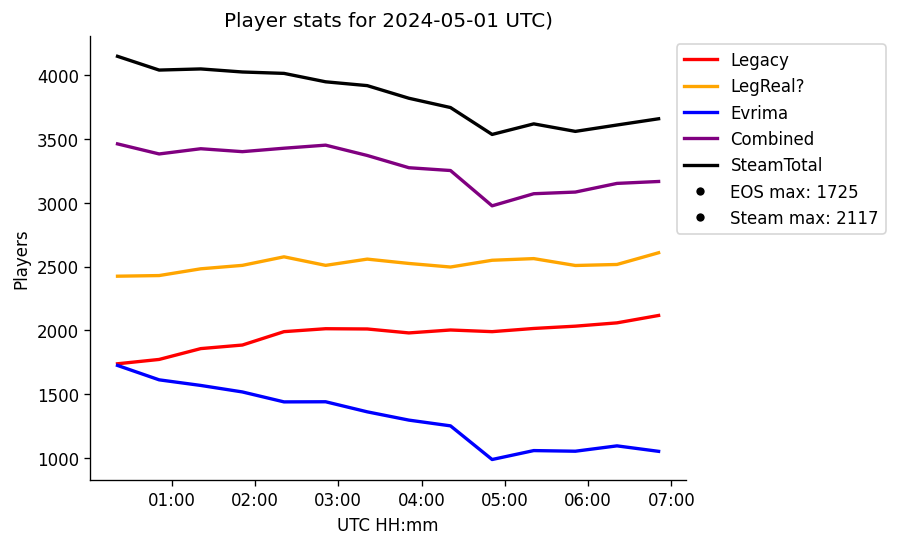 Player stats for 2024-05-01 UTC)
Legacy
LegReal?
Evrima
Combined
SteamTotal
EOS max: 1725
Steam max: 2117
Players
4000
3500
3000
2500
2000
1500
1000
01:00 02:00 03:00 04:00 05:00 06:00 07:00
UTC HH:mm